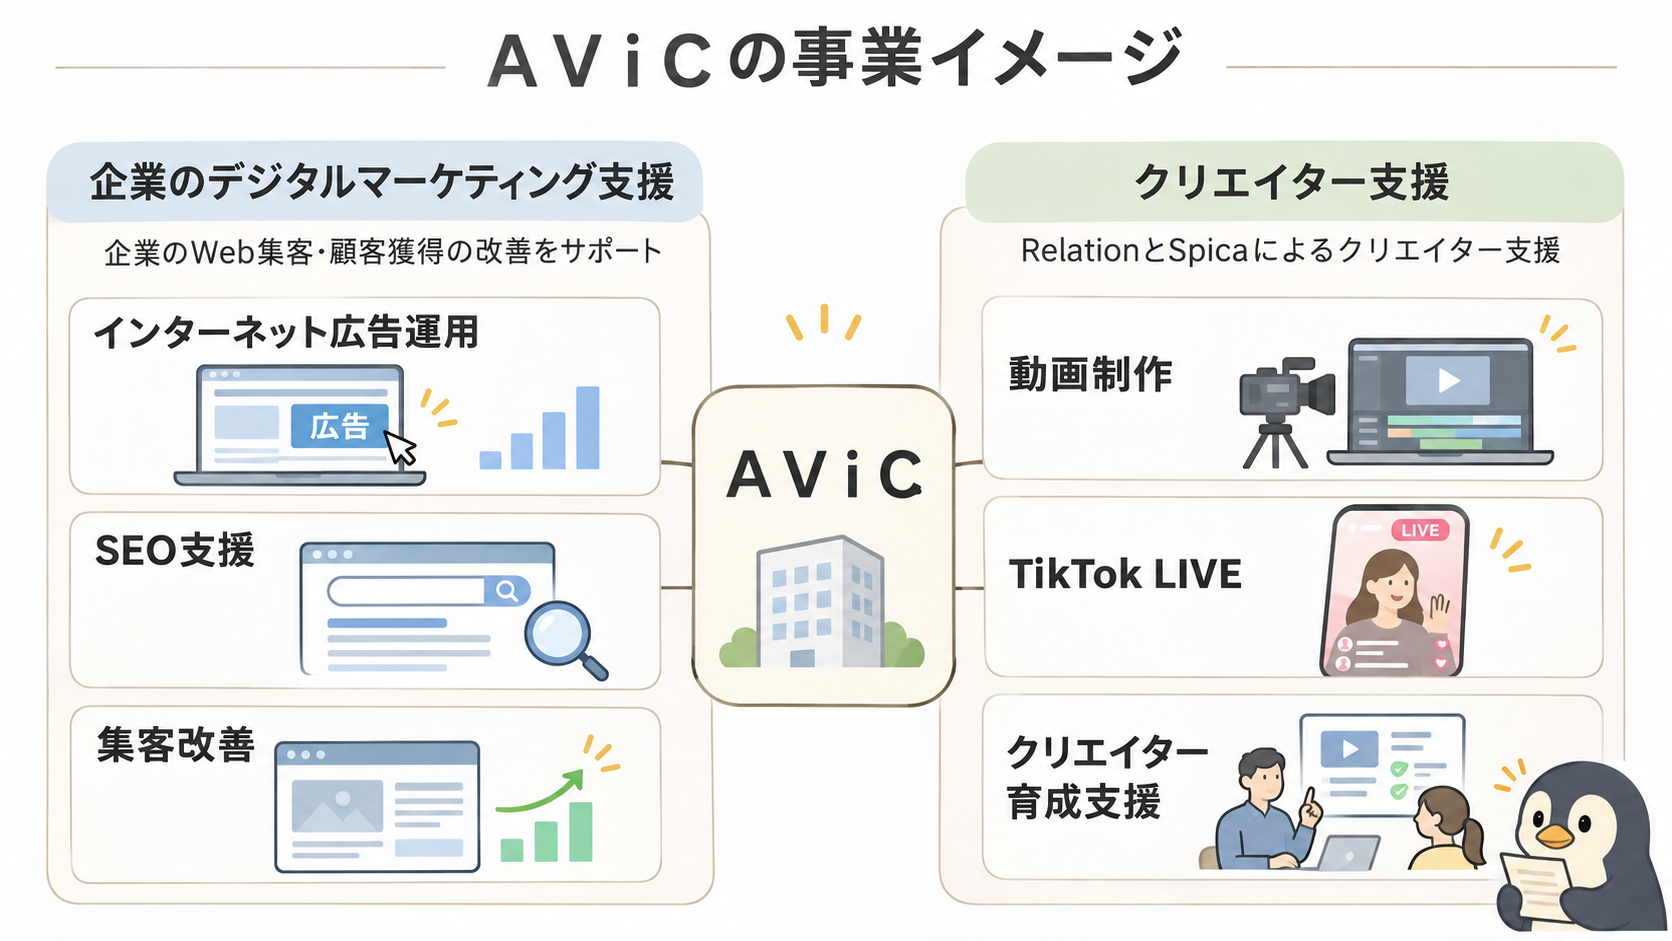 AViCの事業イメージ
企業のデジタルマーケティング支援
企業のWeb集客・顧客獲得の改善をサポート
インターネット広告運用
広告
SEO支援
集客改善
AViC
クリエイター支援
RelationとSpicaによるクリエイター支援
動画制作
TikTok LIVE
LIVE
クリエイター
育成支援